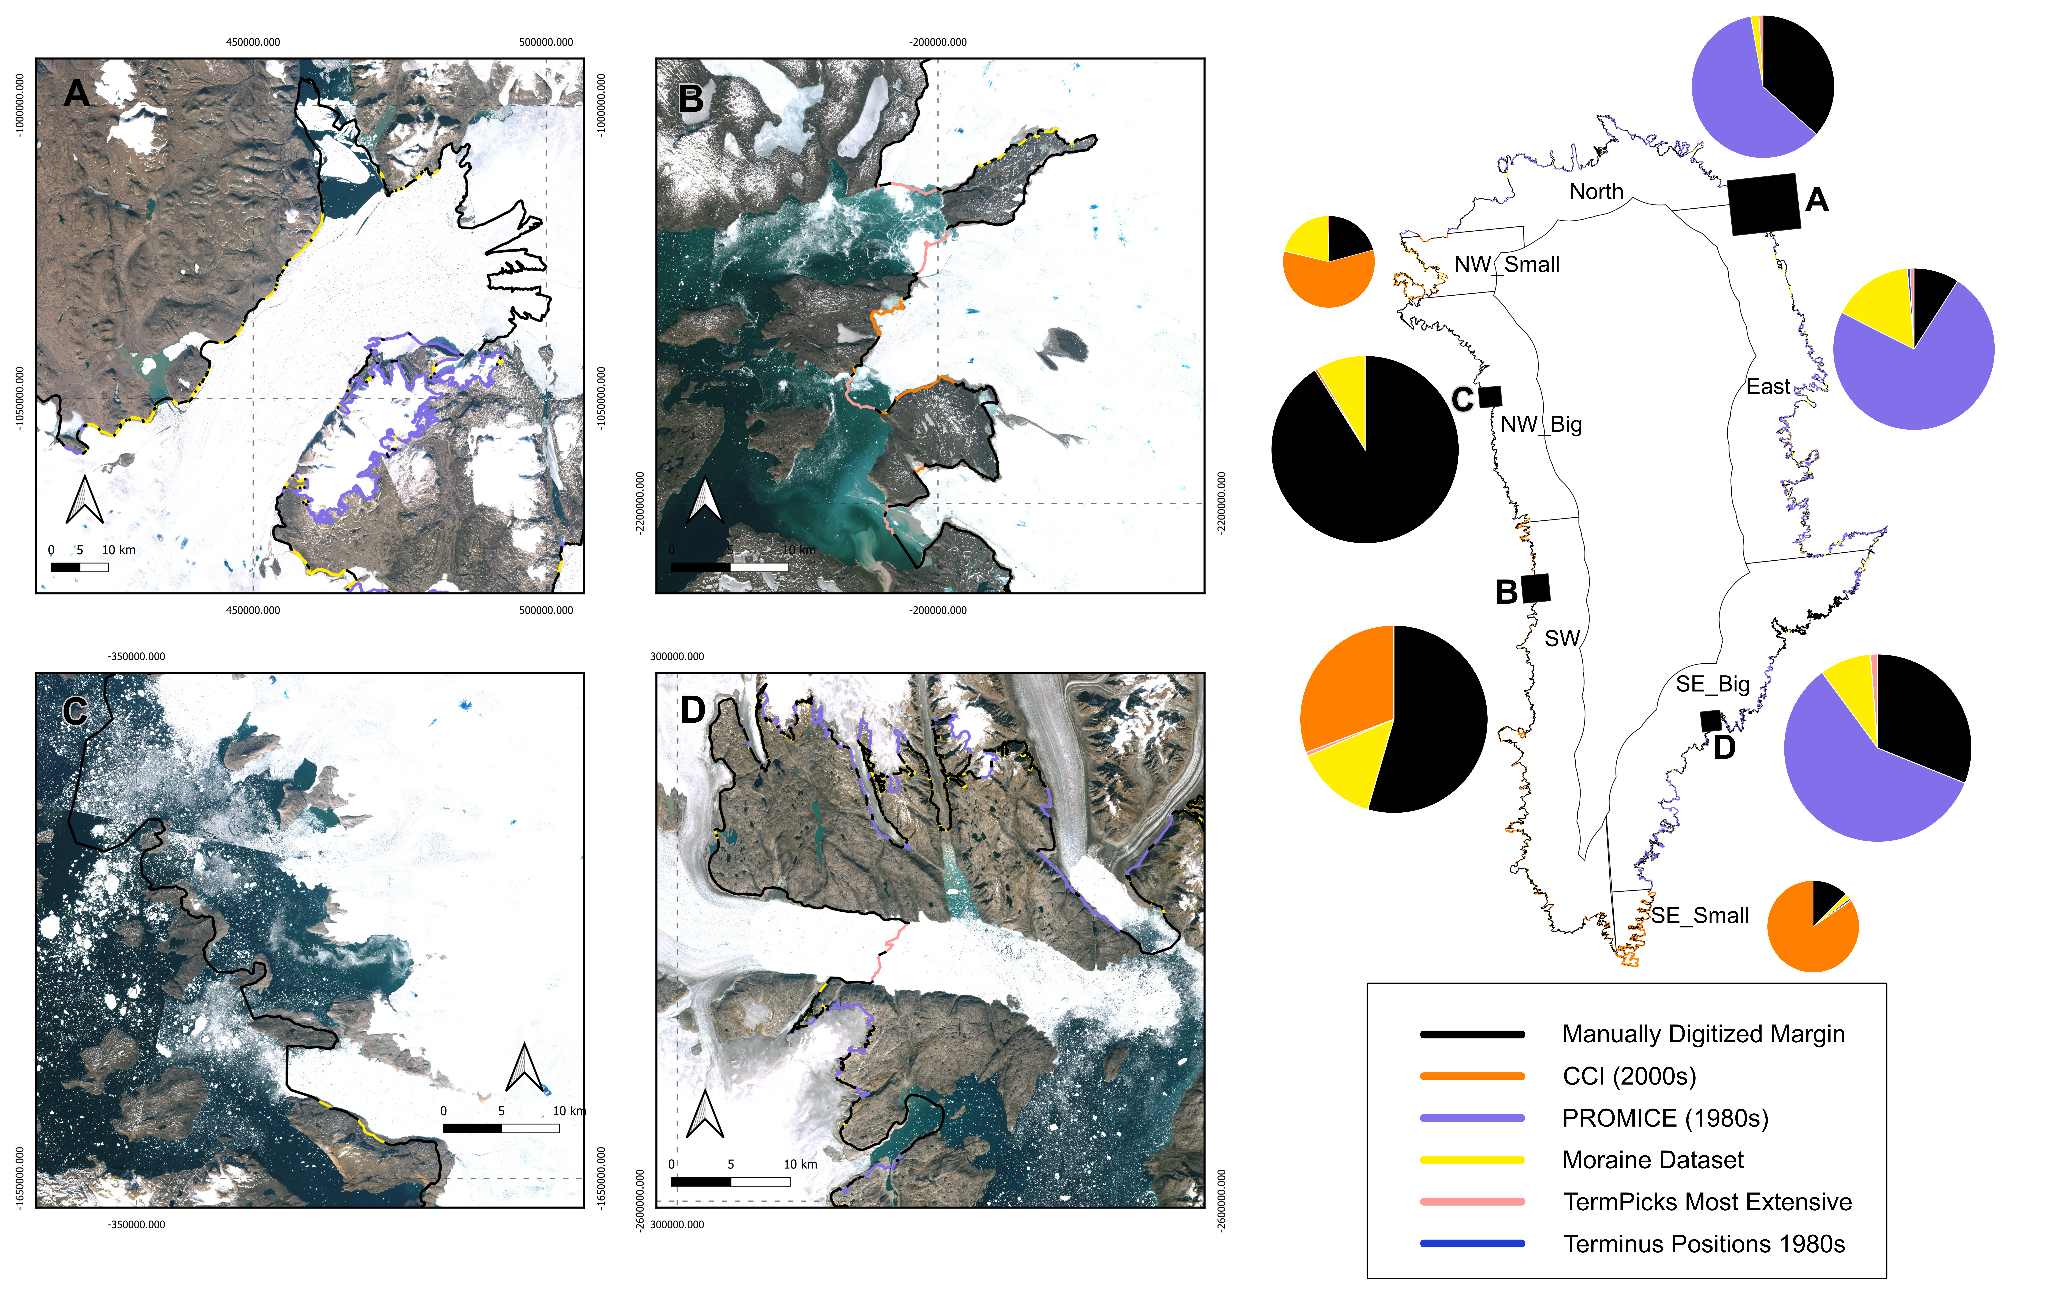 450000.000
500000.000
-1000000.000
-1000000.000
A
-1050000.000
-1050000.000
0 5 10 km
450000.000
500000.000
-200000.000
B
-2200000.000
-2200000.000
0 5 10 km
-200000.000
-350000.000
C
0 5 10 km
-1650000.000
-1650000.000
-350000.000
300000.000
D
0 5 10 km
-2600000.000
-2600000.000
300000.000
North
A
NW_Small
East
C
NW_Big
B
SW
SE_Big
D
SE_Small
Manually Digitized Margin
CCI (2000s)
PROMICE (1980s)
Moraine Dataset
TermPicks Most Extensive
Terminus Positions 1980s